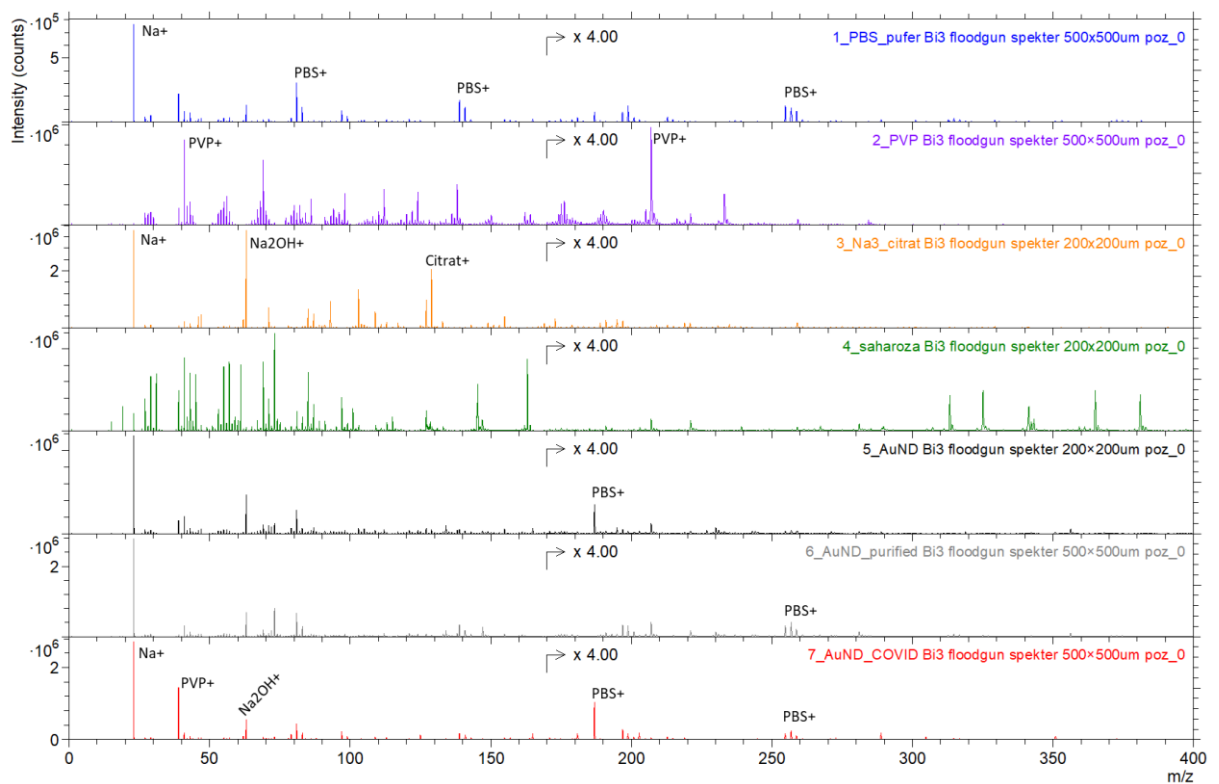 Intensity (counts)
·10⁵
5
Na+
PBS+
PBS+
PBS+
x 4.00
1_PBS_pufer Bi3 floodgun spekter 500x500um poz_0
·10⁶
PVP+
PVP+
x 4.00
2_PVP Bi3 floodgun spekter 500×500um poz_0
·10⁶
2
Na+
Na2OH+
Citrat+
x 4.00
3_Na3_citrat Bi3 floodgun spekter 200x200um poz_0
·10⁶
x 4.00
4_saharoza Bi3 floodgun spekter 200x200um poz_0
·10⁶
PBS+
x 4.00
5_AuND Bi3 floodgun spekter 200×200um poz_0
·10⁶
2
PBS+
x 4.00
6_AuND_purified Bi3 floodgun spekter 500x500um poz_0
·10⁶
2
0
Na+
PVP+
Na2OH+
PBS+
PBS+
x 4.00
7_AuND_COVID Bi3 floodgun spekter 500x500um poz_0
0 50 100 150 200 250 300 350 400
m/z